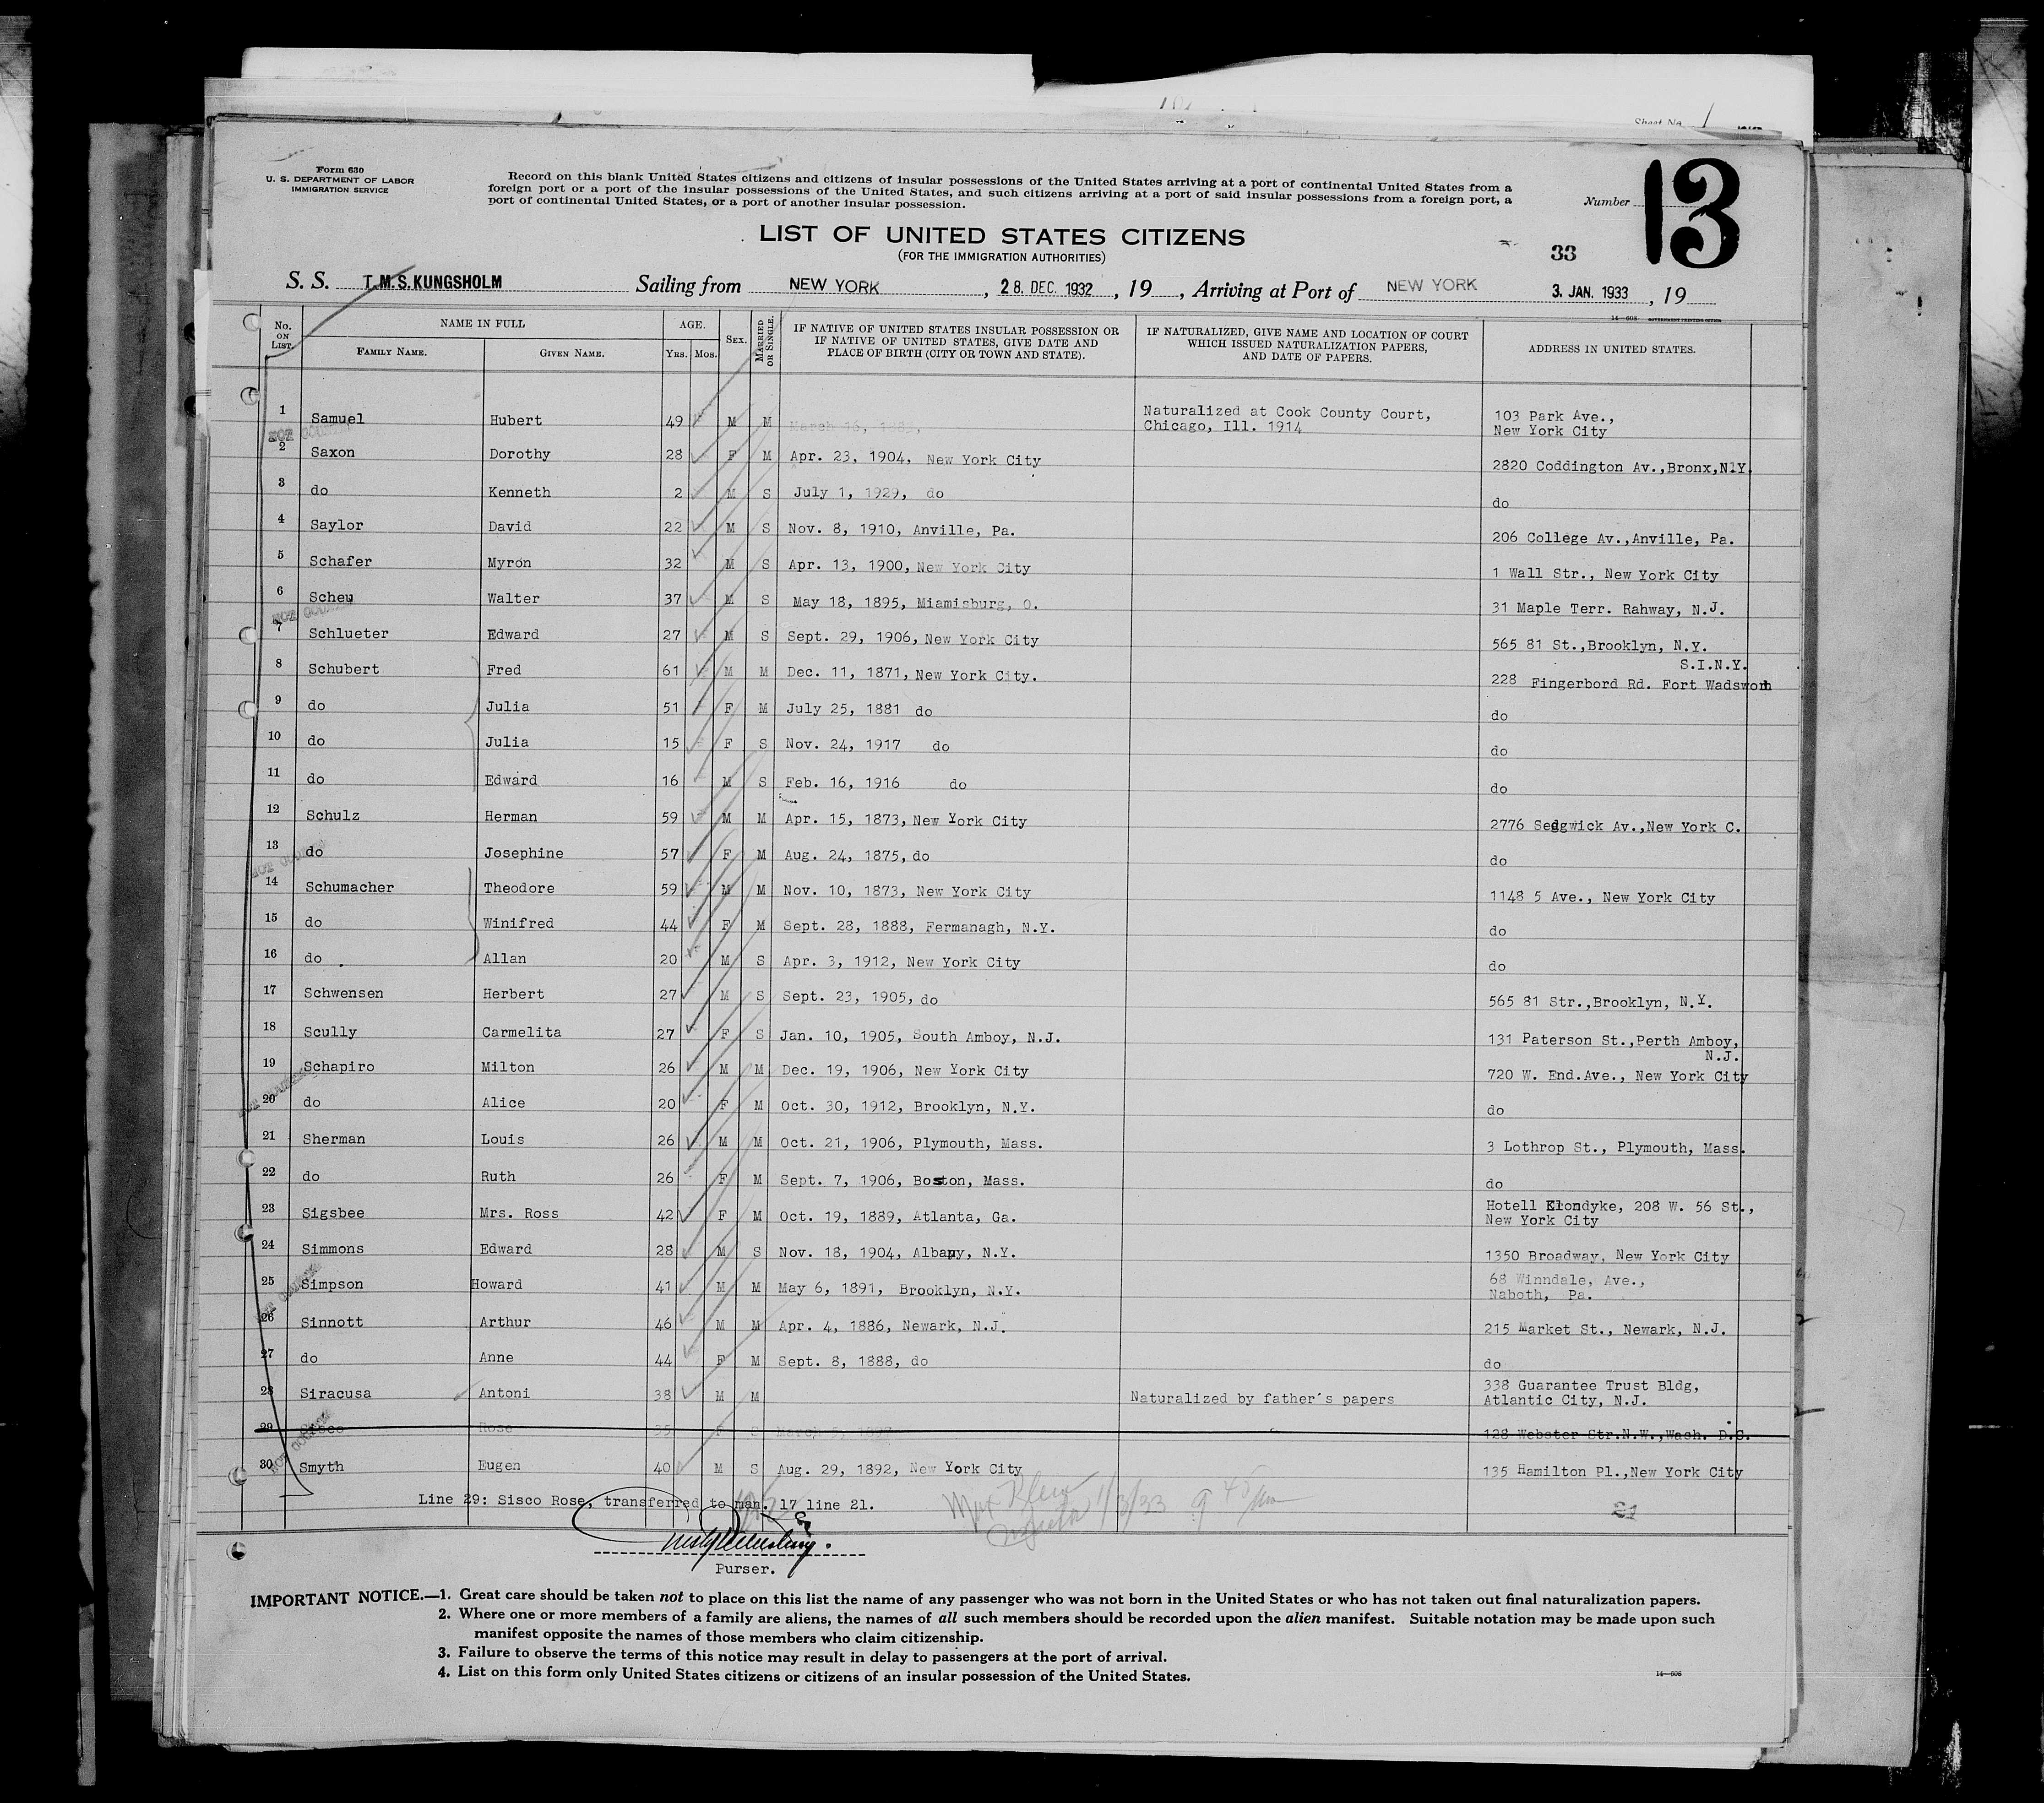 Sheet No. 1
Form 630
U. S. DEPARTMENT OF LABOR
IMMIGRATION SERVICE
Record on this blank United States citizens and citizens of insular possessions of the United States arriving at a port of continental United States from a
foreign port or a port of the insular possessions of the United States, and such citizens arriving at a port of said insular possessions from a foreign port, a
port of continental United States, or a port of another insular possession.
Number 13
LIST OF UNITED STATES CITIZENS
(FOR THE IMMIGRATION AUTHORITIES)
33
S. S. T.M.S.KUNGSHOLM Sailing from NEW YORK, 28. DEC. 1932, 19, Arriving at Port of NEW YORK 3. JAN. 1933, 19
14—608 GOVERNMENT PRINTING OFFICE
No. ON LIST. NAME IN FULL FAMILY NAME. GIVEN NAME. AGE. Yrs. Mos. SEX. MARRIED OR SINGLE. IF NATIVE OF UNITED STATES INSULAR POSSESSION OR IF NATIVE OF UNITED STATES, GIVE DATE AND PLACE OF BIRTH (CITY OR TOWN AND STATE). IF NATURALIZED, GIVE NAME AND LOCATION OF COURT WHICH ISSUED NATURALIZATION PAPERS, AND DATE OF PAPERS. ADDRESS IN UNITED STATES.
1 Samuel Hubert 49 M M March 16, Naturalized at Cook County Court, Chicago, Ill. 1914 103 Park Ave., New York City
2 Saxon Dorothy 28 F M Apr. 23, 1904, New York City 2820 Coddington Av.,Bronx,N1Y.
3 do Kenneth 2 M S July 1, 1929, do do
4 Saylor David 22 M S Nov. 8, 1910, Anville, Pa. 206 College Av.,Anville, Pa.
5 Schafer Myron 32 M S Apr. 13, 1900, New York City 1 Wall Str., New York City
6 Scheu Walter 37 M S May 18, 1895, Miamisburg, O. 31 Maple Terr. Rahway, N.J.
7 Schlueter Edward 27 M S Sept. 29, 1906, New York City 565 81 St.,Brooklyn, N.Y.
8 Schubert Fred 61 M M Dec. 11, 1871, New York City. S.I.N.Y. 228 Fingerbord Rd. Fort Wadsworh
9 do Julia 51 F M July 25, 1881 do do
10 do Julia 15 F S Nov. 24, 1917 do do
11 do Edward 16 M S Feb. 16, 1916 do do
12 Schulz Herman 59 M M Apr. 15, 1873, New York City 2776 Sedgwick Av.,New York C.
13 do Josephine 57 F M Aug. 24, 1875, do do
14 Schumacher Theodore 59 M M Nov. 10, 1873, New York City 1148 5 Ave., New York City
15 do Winifred 44 F M Sept. 28, 1888, Fermanagh, N.Y. do
16 do Allan 20 M S Apr. 3, 1912, New York City do
17 Schwensen Herbert 27 M S Sept. 23, 1905, do 565 81 Str.,Brooklyn, N.Y.
18 Scully Carmelita 27 F S Jan. 10, 1905, South Amboy, N.J. 131 Paterson St.,Perth Amboy, N.J.
19 Schapiro Milton 26 M M Dec. 19, 1906, New York City 720 W. End.Ave., New York City
20 do Alice 20 F M Oct. 30, 1912, Brooklyn, N.Y. do
21 Sherman Louis 26 M M Oct. 21, 1906, Plymouth, Mass. 3 Lothrop St., Plymouth, Mass.
22 do Ruth 26 F M Sept. 7, 1906, Boston, Mass. do
23 Sigsbee Mrs. Ross 42 F M Oct. 19, 1889, Atlanta, Ga. Hotell Klondyke, 208 W. 56 St., New York City
24 Simmons Edward 28 M S Nov. 18, 1904, Albany, N.Y. 1350 Broadway, New York City
25 Simpson Howard 41 M M May 6, 1891, Brooklyn, N.Y. 68 Winndale, Ave., Naboth, Pa.
26 Sinnott Arthur 46 M M Apr. 4, 1886, Newark, N.J. 215 Market St., Newark, N.J.
27 do Anne 44 F M Sept. 8, 1888, do do
28 Siracusa Antoni 38 M M Naturalized by father's papers 338 Guarantee Trust Bldg, Atlantic City, N.J.
29 Sisco Rose 35 F S March 5, 1897 128 Webster Str.N.W.,Wash. D.C.
30 Smyth Eugen 40 M S Aug. 29, 1892, New York City 135 Hamilton Pl.,New York City
Line 29: Sisco Rose, transferred to man. 17 line 21.
1/3/33 9 45 am
21
Purser.
IMPORTANT NOTICE.—1. Great care should be taken not to place on this list the name of any passenger who was not born in the United States or who has not taken out final naturalization papers.
2. Where one or more members of a family are aliens, the names of all such members should be recorded upon the alien manifest. Suitable notation may be made upon such
manifest opposite the names of those members who claim citizenship.
3. Failure to observe the terms of this notice may result in delay to passengers at the port of arrival.
4. List on this form only United States citizens or citizens of an insular possession of the United States.
14—606